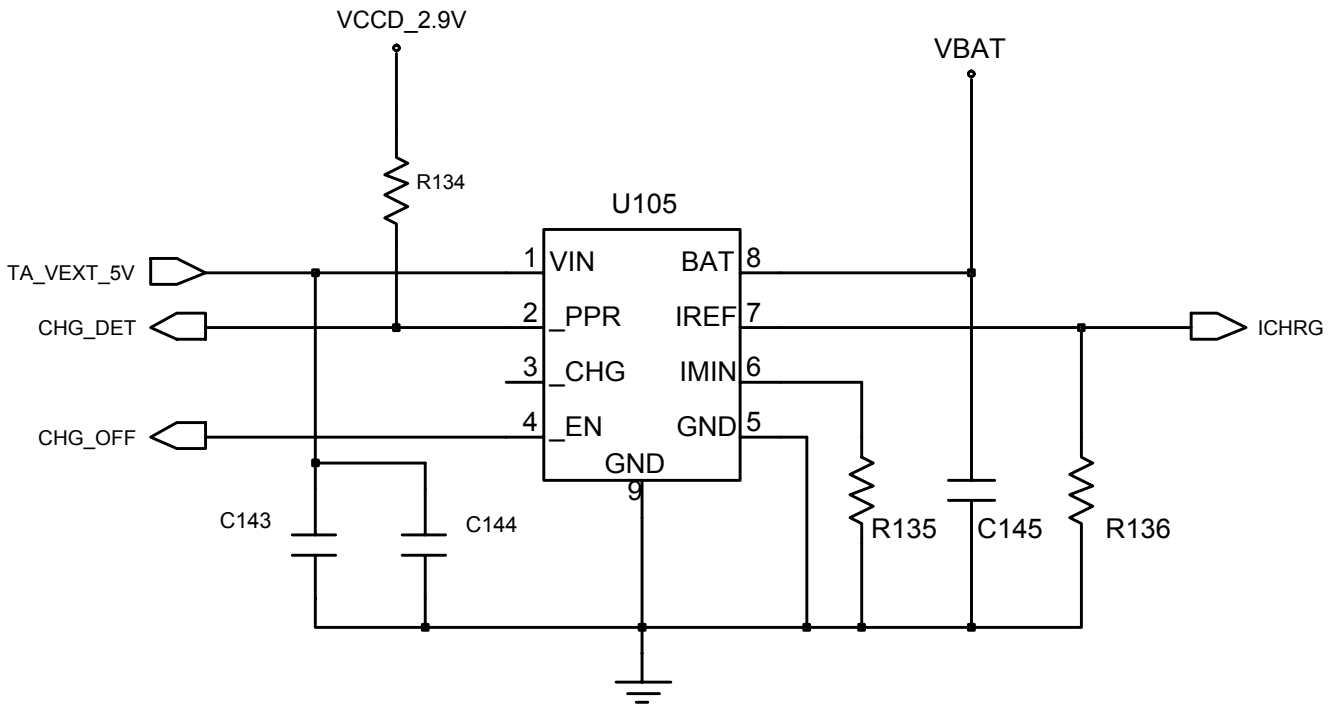 VCCD_2.9V
VBAT
R134
U105
TA_VEXT_5V
1 VIN
BAT 8
CHG_DET
2 _PPR
IREF 7
ICHRG
3 _CHG
IMIN 6
CHG_OFF
4 _EN
GND 5
GND
9
C143
C144
R135
C145
R136